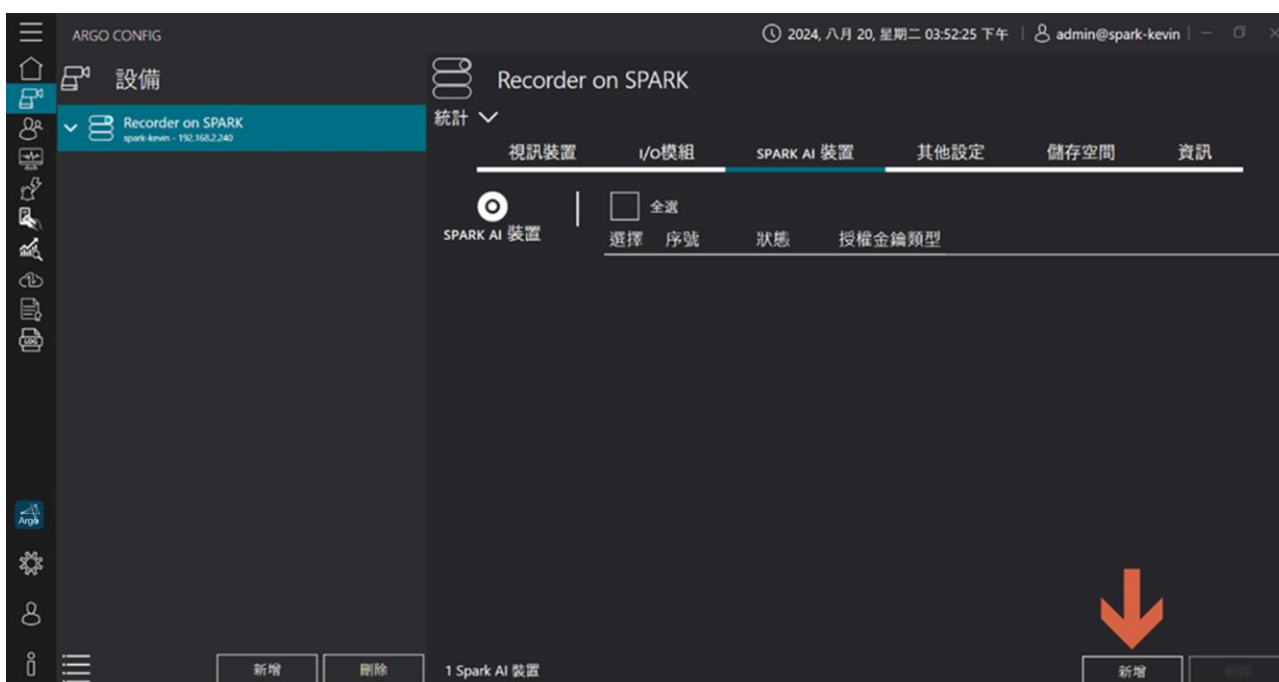 ARGO CONFIG
2024, 八月 20, 星期二 03:52:25 下午
admin@spark-kevin
設備
Recorder on SPARK
spark-kevin - 192.168.2.240
Recorder on SPARK
統計
視訊裝置
I/O模組
SPARK AI 裝置
其他設定
儲存空間
資訊
SPARK AI 裝置
全選
選擇 序號 狀態 授權金鑰類型
LOG
Argo
新增
刪除
1 Spark AI 裝置
新增